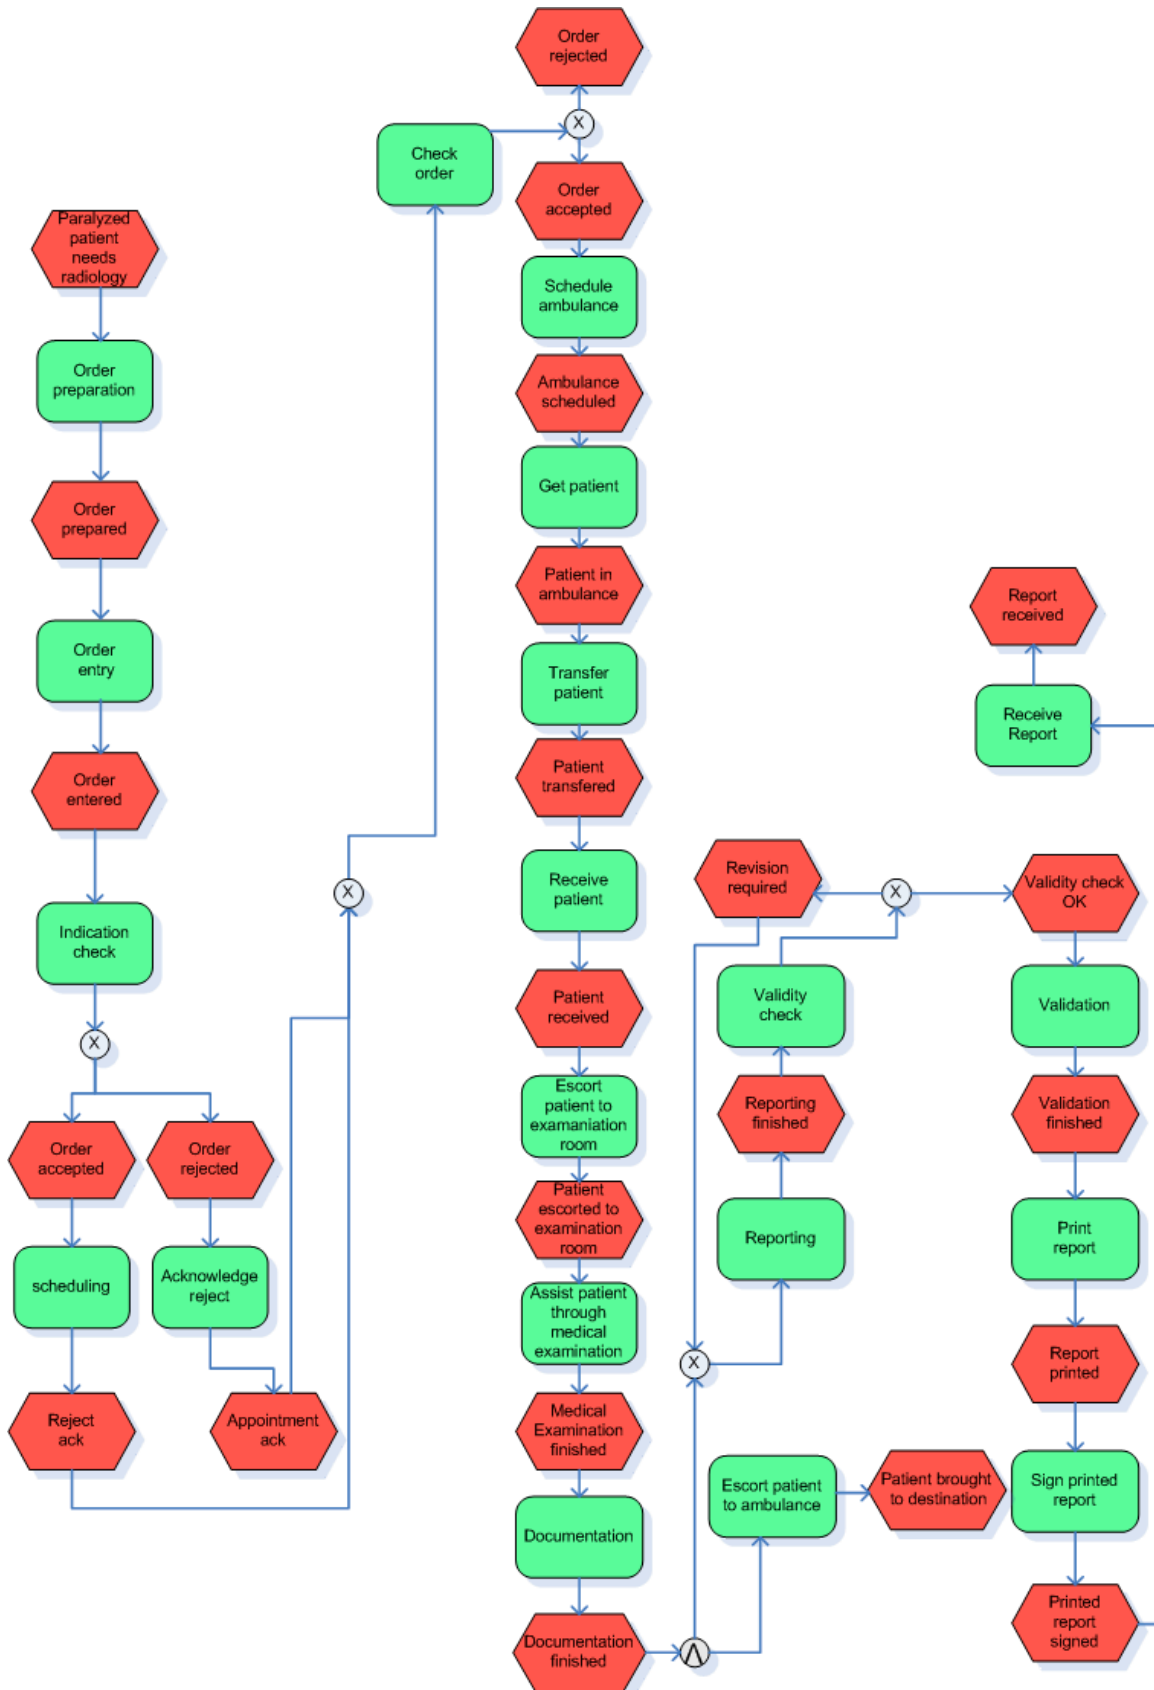 Paralyzed
patient
needs
radiology
Order
preparation
Order
prepared
Order
entry
Order
entered
Indication
check
X
Order
accepted
Order
rejected
scheduling
Acknowledge
reject
Reject
ack
Appointment
ack
X
Check
order
Order
rejected
X
Order
accepted
Schedule
ambulance
Ambulance
scheduled
Get patient
Patient in
ambulance
Transfer
patient
Patient
transfered
Receive
patient
Patient
received
Escort
patient to
examaniation
room
Patient
escorted to
examination
room
Assist patient
through
medical
examination
Medical
Examination
finished
Documentation
Documentation
finished
Λ
Escort patient
to ambulance
Patient brought
to destination
X
Reporting
Reporting
finished
Validity
check
X
Revision
required
Validity check
OK
Validation
Validation
finished
Print
report
Report
printed
Sign printed
report
Printed
report
signed
Receive
Report
Report
received